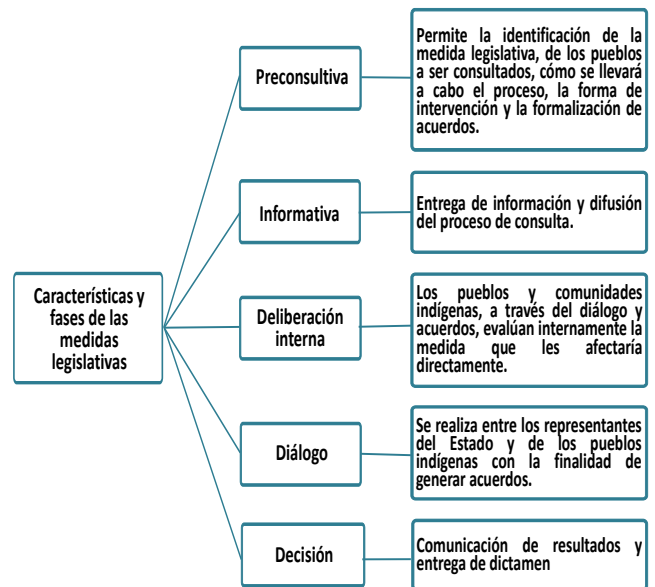 Características y
fases de las
medidas
legislativas
Preconsultiva
Permite la identificación de la
medida legislativa, de los pueblos
a ser consultados, cómo se llevará
a cabo el proceso, la forma de
intervención y la formalización de
acuerdos.
Informativa
Entrega de información y difusión
del proceso de consulta.
Deliberación
interna
Los pueblos y comunidades
indígenas, a través del diálogo y
acuerdos, evalúan internamente la
medida que les afectaría
directamente.
Diálogo
Se realiza entre los representantes
del Estado y de los pueblos
indígenas con la finalidad de
generar acuerdos.
Decisión
Comunicación de resultados y
entrega de dictamen